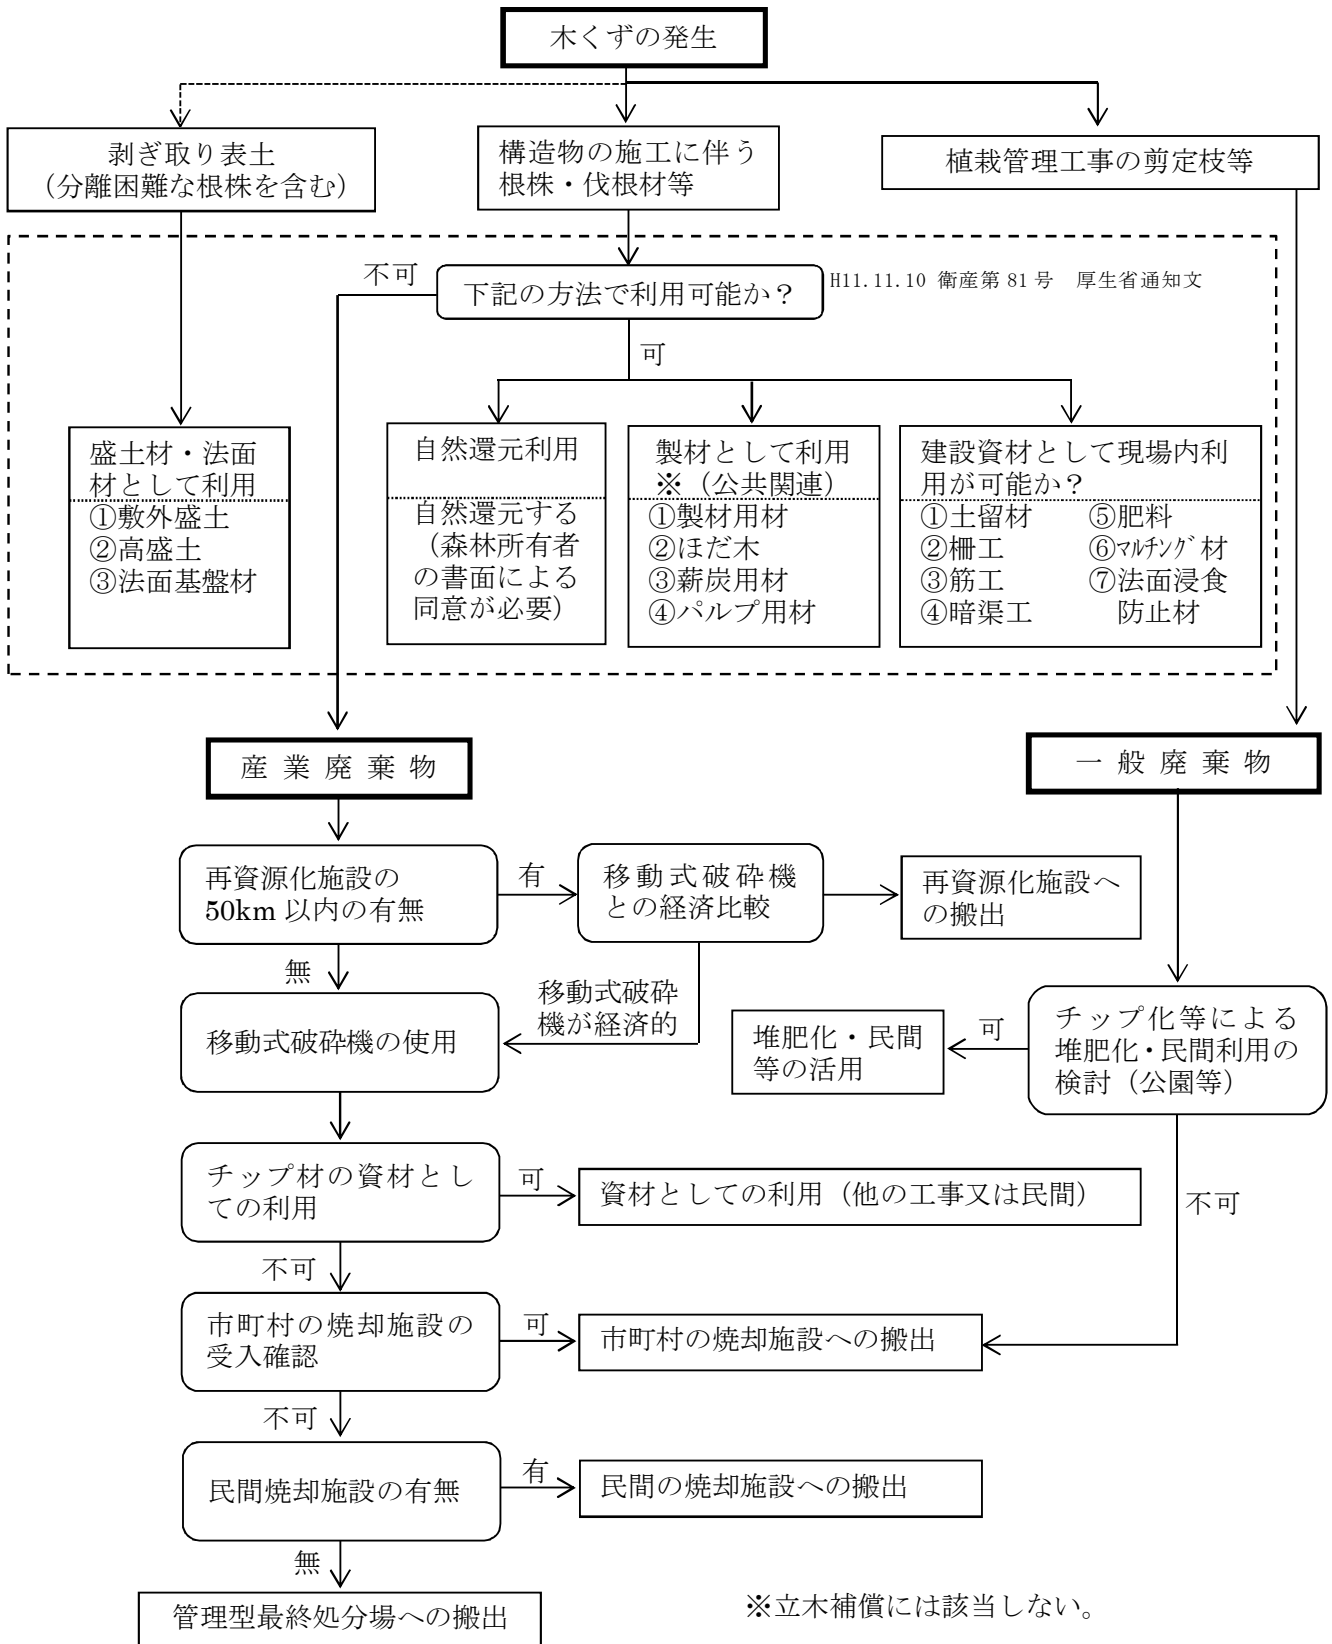 木くずの発生
剥ぎ取り表土
（分離困難な根株を含む）
構造物の施工に伴う
根株・伐根材等
植栽管理工事の剪定枝等
不可
下記の方法で利用可能か？
H11.11.10 衛産第 81 号　厚生省通知文
可
盛土材・法面
材として利用
①敷外盛土
②高盛土
③法面基盤材
自然還元利用
自然還元する
（森林所有者
の書面による
同意が必要）
製材として利用
※（公共関連）
①製材用材
②ほだ木
③薪炭用材
④パルプ用材
建設資材として現場内利
用が可能か？
①土留材
②柵工
③筋工
④暗渠工
⑤肥料
⑥ﾏﾙﾁﾝｸﾞ材
⑦法面浸食
防止材
産 業 廃 棄 物
一 般 廃 棄 物
再資源化施設の
50km 以内の有無
有
移動式破砕機
との経済比較
再資源化施設へ
の搬出
無
移動式破砕
機が経済的
移動式破砕機の使用
堆肥化・民間
等の活用
可
チップ化等による
堆肥化・民間利用の
検討（公園等）
チップ材の資材とし
ての利用
可
資材としての利用（他の工事又は民間）
不可
不可
市町村の焼却施設の
受入確認
可
市町村の焼却施設への搬出
不可
民間焼却施設の有無
有
民間の焼却施設への搬出
無
管理型最終処分場への搬出
※立木補償には該当しない。